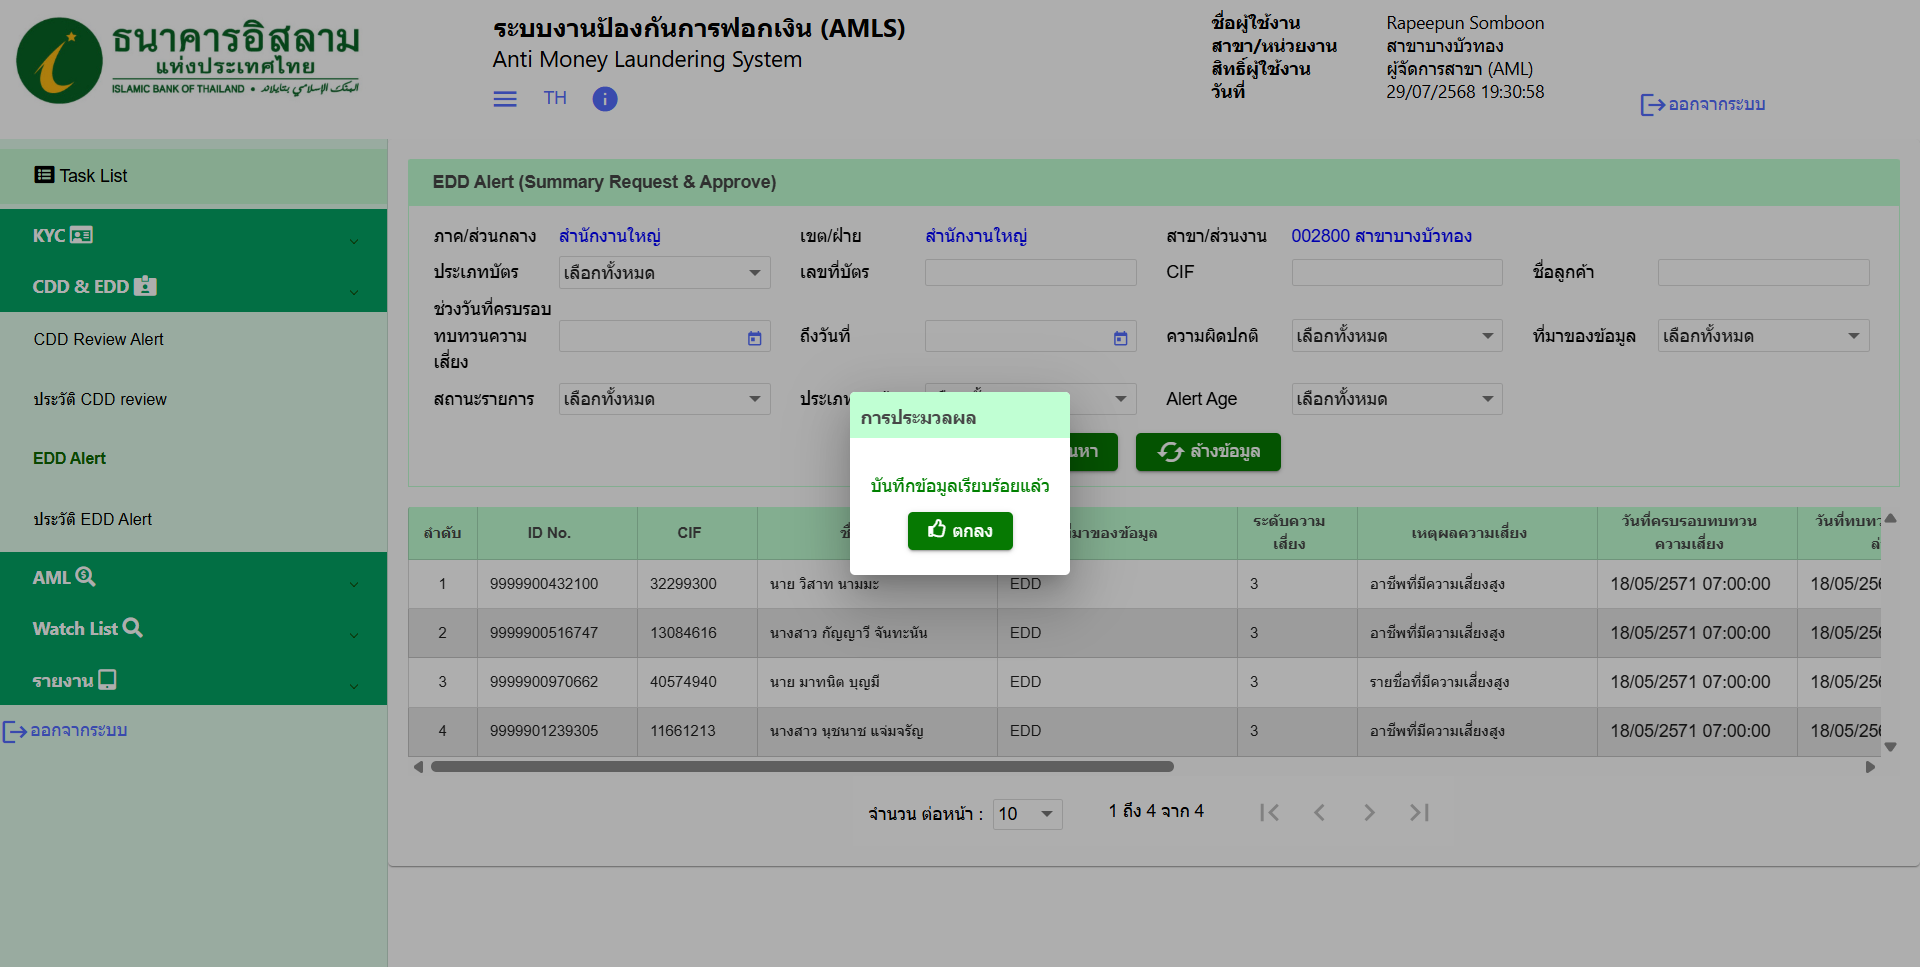 ธนาคารอิสลาม
แห่งประเทศไทย
ISLAMIC BANK OF THAILAND •
ระบบงานป้องกันการฟอกเงิน (AMLS)
Anti Money Laundering System
TH
ชื่อผู้ใช้งาน Rapeepun Somboon
สาขา/หน่วยงาน สาขาบางบัวทอง
สิทธิ์ผู้ใช้งาน ผู้จัดการสาขา (AML)
วันที่ 29/07/2568 19:30:58
ออกจากระบบ
Task List
KYC
CDD & EDD
CDD Review Alert
ประวัติ CDD review
EDD Alert
ประวัติ EDD Alert
AML
Watch List
รายงาน
ออกจากระบบ
EDD Alert (Summary Request & Approve)
ภาค/ส่วนกลาง สำนักงานใหญ่ เขต/ฝ่าย สำนักงานใหญ่ สาขา/ส่วนงาน 002800 สาขาบางบัวทอง
ประเภทบัตร เลือกทั้งหมด เลขที่บัตร CIF ชื่อลูกค้า
ช่วงวันที่ครบรอบ
ทบทวนความ ถึงวันที่ ความผิดปกติ เลือกทั้งหมด ที่มาของข้อมูล เลือกทั้งหมด
เสี่ยง
สถานะรายการ เลือกทั้งหมด Alert Age เลือกทั้งหมด
ล้างข้อมูล
การประมวลผล
บันทึกข้อมูลเรียบร้อยแล้ว
ตกลง
ลำดับ ID No. CIF มาของข้อมูล ระดับความ เหตุผลความเสี่ยง วันที่ครบรอบทบทวน
เสี่ยง ความเสี่ยง
1 9999900432100 32299300 นาย วิสาท นามมะ EDD 3 อาชีพที่มีความเสี่ยงสูง 18/05/2571 07:00:00 18/05/256
2 9999900516747 13084616 นางสาว กัญญาวี จันทะนัน EDD 3 อาชีพที่มีความเสี่ยงสูง 18/05/2571 07:00:00 18/05/256
3 9999900970662 40574940 นาย มาทนิต บุญมี EDD 3 รายชื่อที่มีความเสี่ยงสูง 18/05/2571 07:00:00 18/05/256
4 9999901239305 11661213 นางสาว นุชนาช แจ่มจรัญ EDD 3 อาชีพที่มีความเสี่ยงสูง 18/05/2571 07:00:00 18/05/256
จำนวน ต่อหน้า : 10 1 ถึง 4 จาก 4